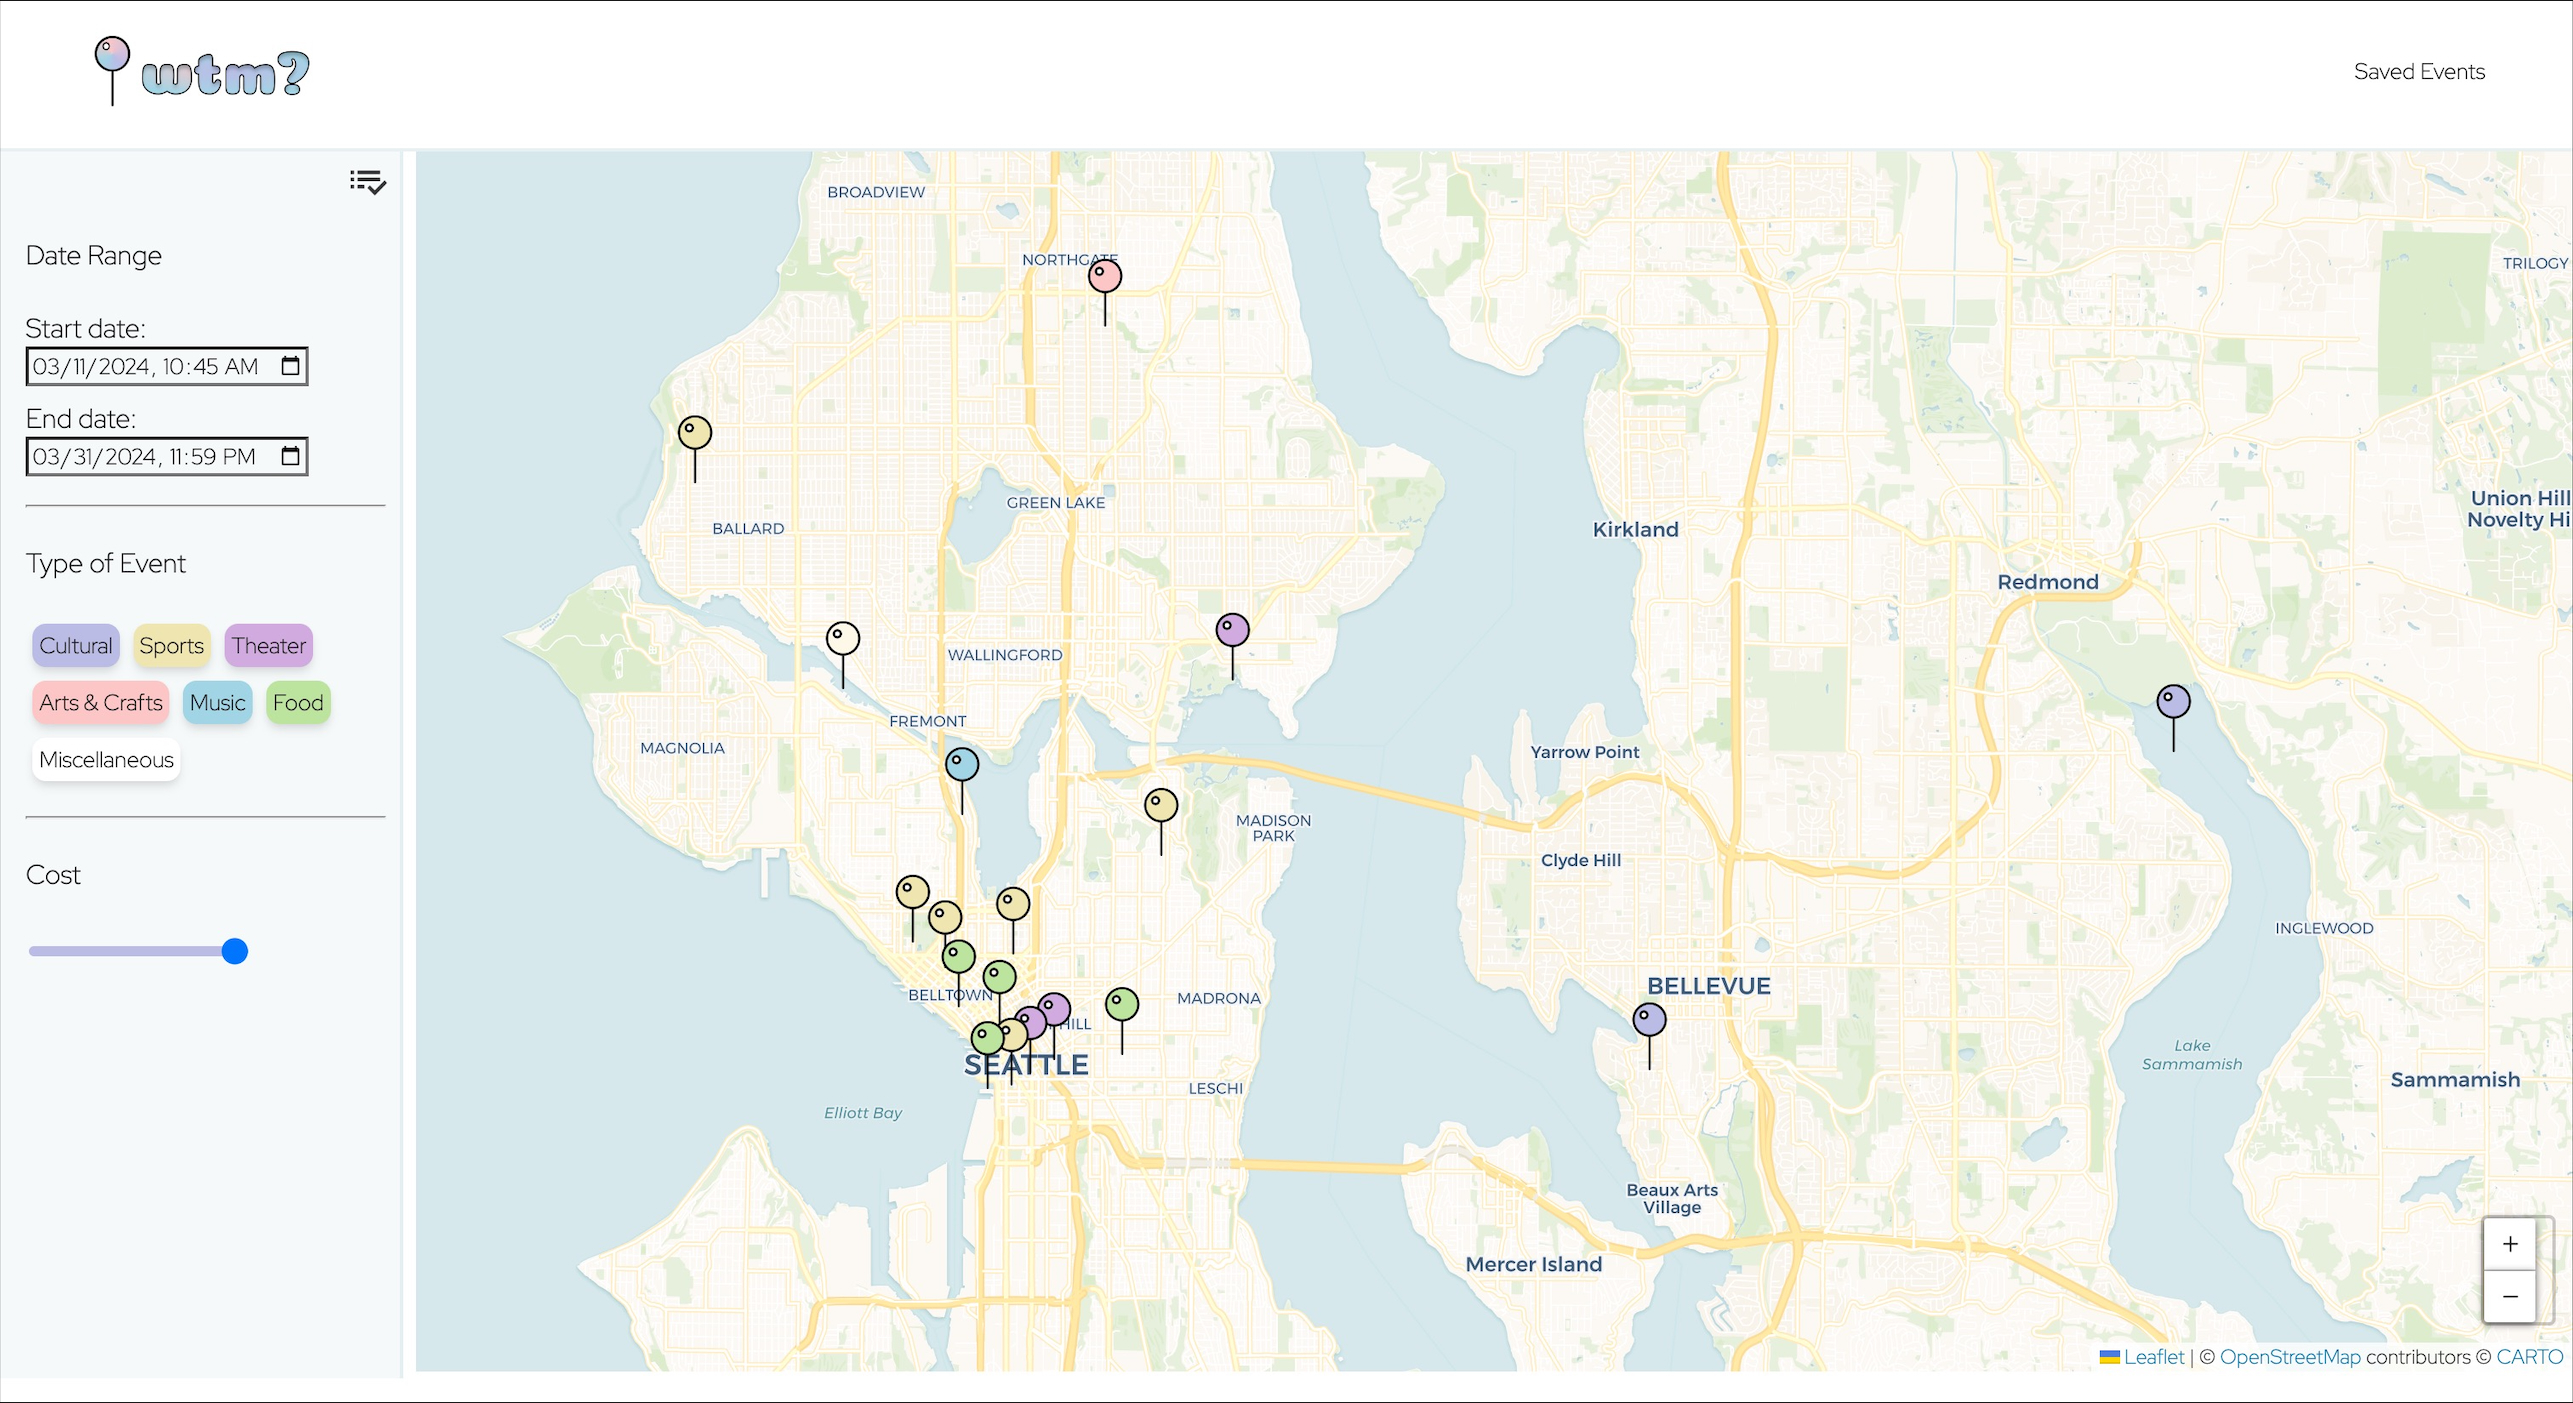 wtm?
Saved Events
Date Range
Start date:
03/11/2024, 10:45 AM
End date:
03/31/2024, 11:59 PM
Type of Event
Cultural Sports Theater
Arts & Crafts Music Food
Miscellaneous
Cost
BROADVIEW
NORTHGATE
TRILOGY
Union Hill
Novelty Hi
GREEN LAKE
BALLARD
Kirkland
Redmond
WALLINGFORD
FREMONT
MAGNOLIA
Yarrow Point
MADISON
PARK
Clyde Hill
INGLEWOOD
BELLTOWN
MADRONA
BELLEVUE
HILL
SEATTLE
LESCHI
Lake
Sammamish
Sammamish
Elliott Bay
Beaux Arts
Village
Mercer Island
+
−
Leaflet | © OpenStreetMap contributors © CARTO